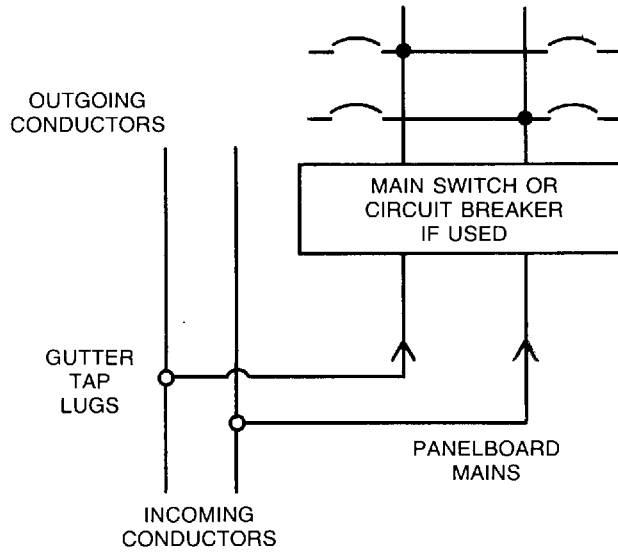 OUTGOING
CONDUCTORS
MAIN SWITCH OR
CIRCUIT BREAKER
IF USED
GUTTER
TAP
LUGS
PANELBOARD
MAINS
INCOMING
CONDUCTORS